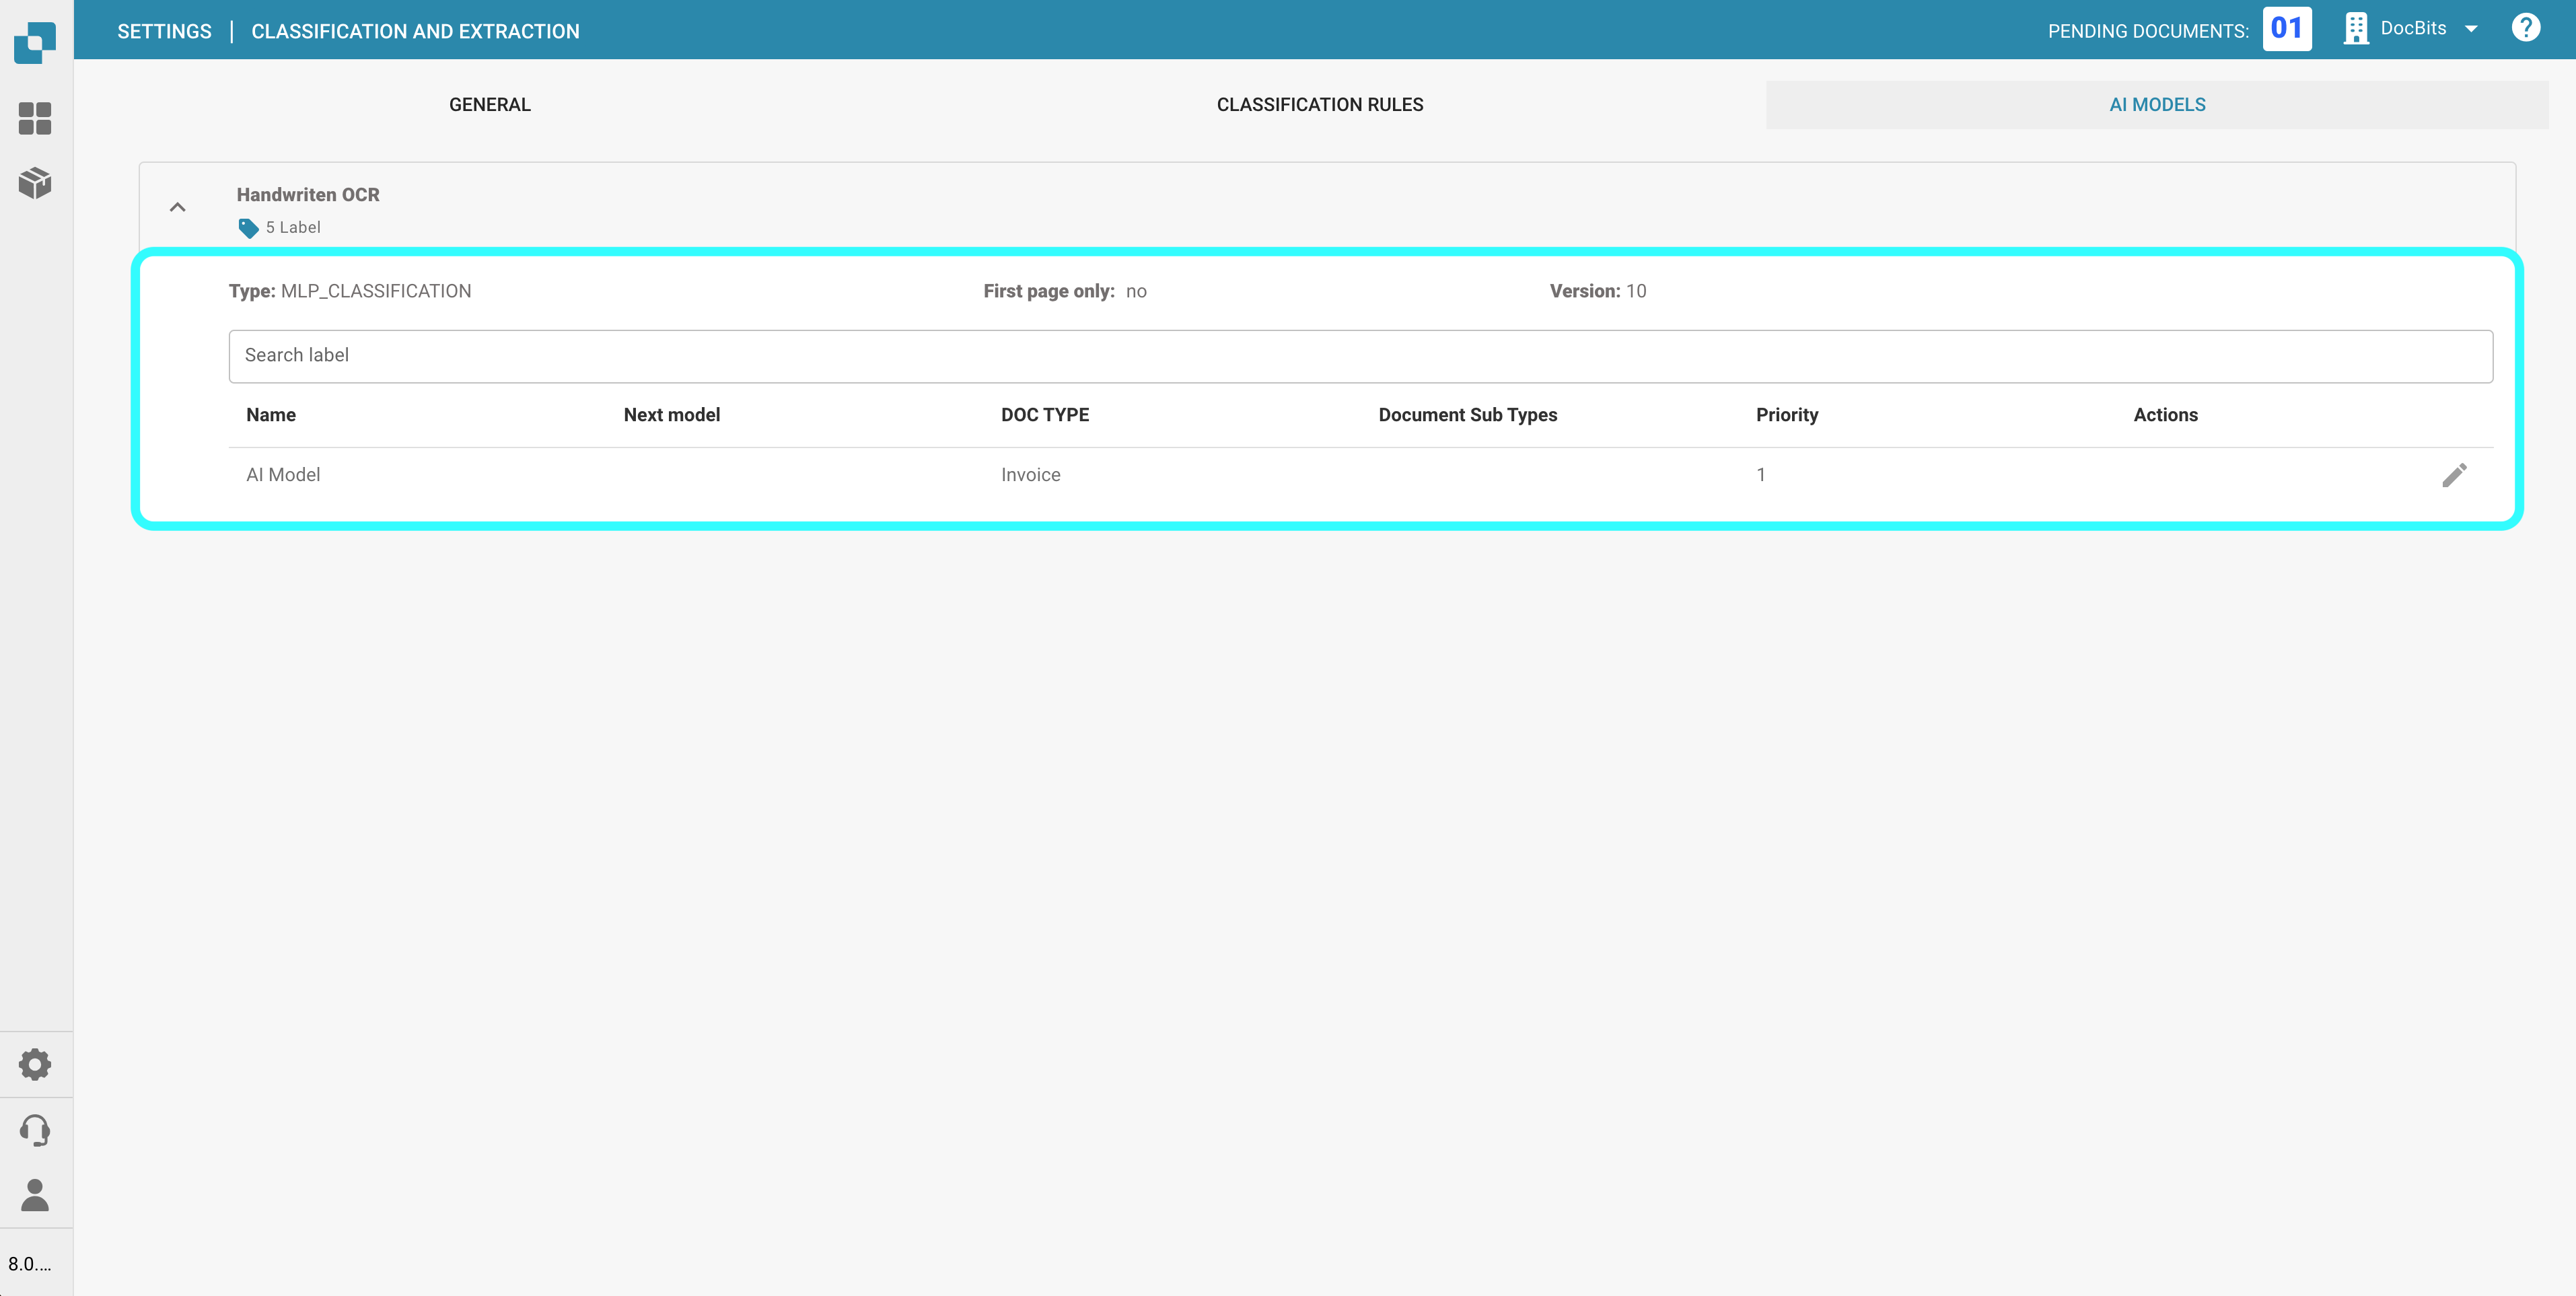 SETTINGS | CLASSIFICATION AND EXTRACTION
PENDING DOCUMENTS: 01 DocBits ?
GENERAL CLASSIFICATION RULES AI MODELS
Handwriten OCR
5 Label
Type: MLP_CLASSIFICATION First page only: no Version: 10
Search label
Name Next model DOC TYPE Document Sub Types Priority Actions
AI Model Invoice 1
8.0....